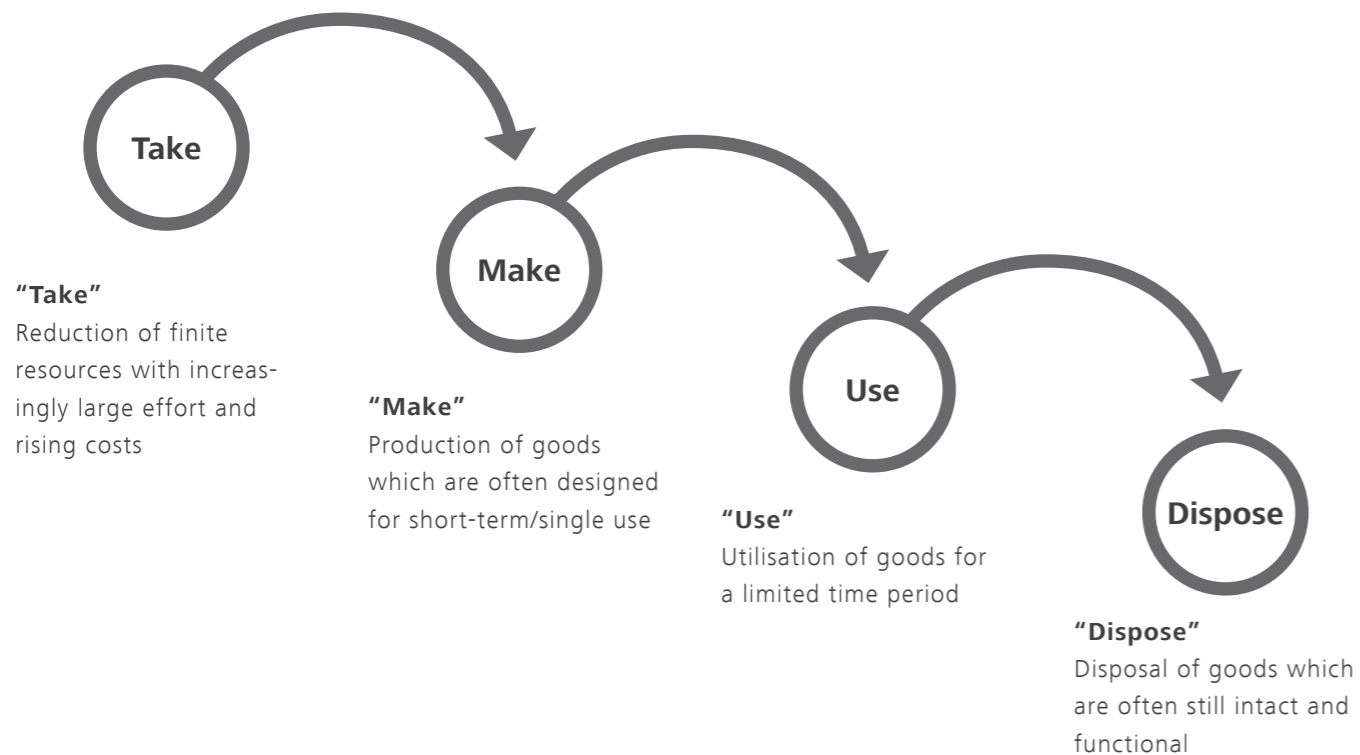 Take
Make
Use
Dispose
“Take”
Reduction of finite
resources with increas-
ingly large effort and
rising costs
“Make”
Production of goods
which are often designed
for short-term/single use
“Use”
Utilisation of goods for
a limited time period
“Dispose”
Disposal of goods which
are often still intact and
functional